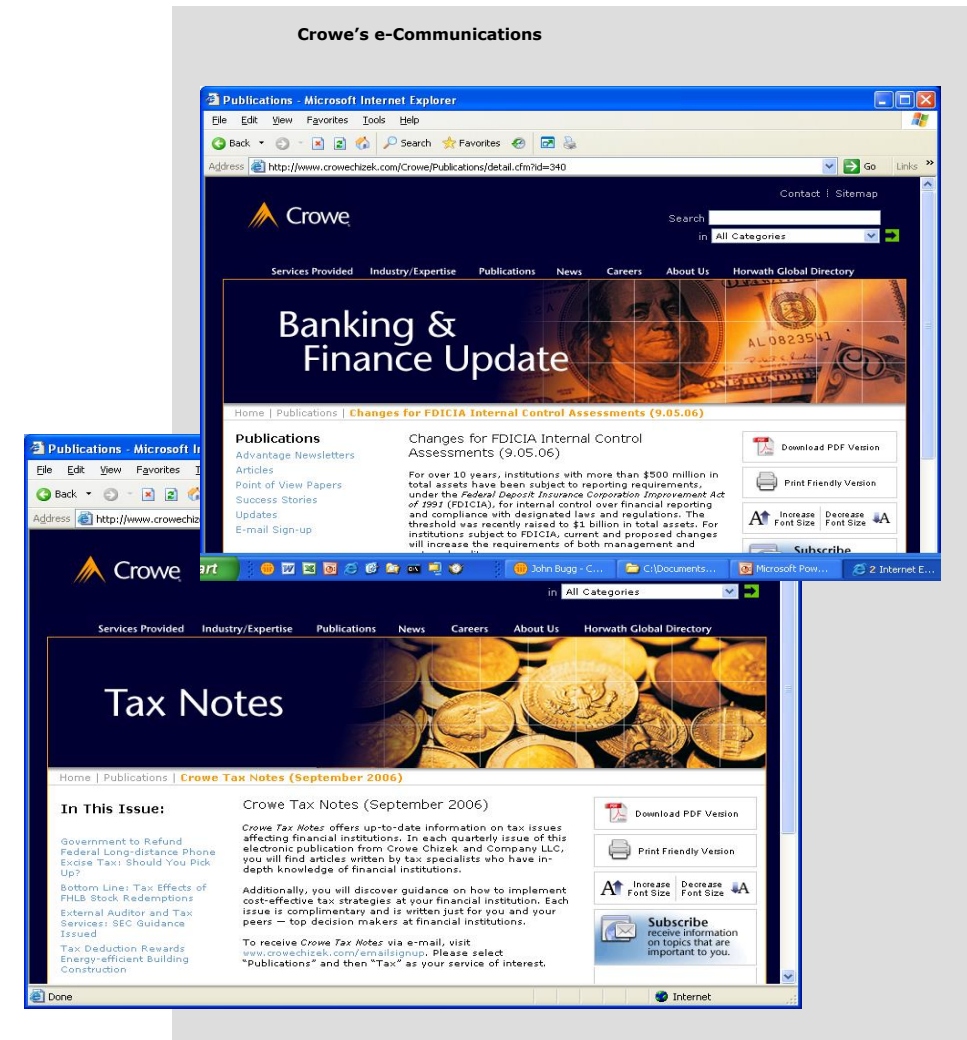 Crowe's e-Communications
Publications - Microsoft Internet Explorer
File Edit View Favorites Tools Help
Back Search Favorites
Address http://www.crowechizek.com/Crowe/Publications/detail.cfm?id=340 Go Links »
Contact | Sitemap
Crowe
Search
in All Categories
Services Provided Industry/Expertise Publications News Careers About Us Horwath Global Directory
Banking &
Finance Update
AL0823541
Home | Publications | Changes for FDICIA Internal Control Assessments (9.05.06)
Publications
Advantage Newsletters
Articles
Point of View Papers
Success Stories
Updates
E-mail Sign-up
Changes for FDICIA Internal Control
Assessments (9.05.06)
For over 10 years, institutions with more than $500 million in
total assets have been subject to reporting requirements,
under the Federal Deposit Insurance Corporation Improvement Act
of 1991 (FDICIA), for internal control over financial reporting
and compliance with designated laws and regulations. The
threshold was recently raised to $1 billion in total assets. For
institutions subject to FDICIA, current and proposed changes
will increase the requirements of both management and
Download PDF Version
Print Friendly Version
Increase Font Size
Decrease Font Size
Subscribe
art John Bugg - C... C:\Documents... Microsoft Pow... 2 Internet E...
Publications - Microsoft I
File Edit View Favorites T
Back
Address http://www.crowechiz
Crowe
in All Categories
Services Provided Industry/Expertise Publications News Careers About Us Horwath Global Directory
Tax Notes
Home | Publications | Crowe Tax Notes (September 2006)
In This Issue:
Government to Refund
Federal Long-distance Phone
Excise Tax: Should You Pick
Up?
Bottom Line: Tax Effects of
FHLB Stock Redemptions
External Auditor and Tax
Services: SEC Guidance
Issued
Tax Deduction Rewards
Energy-efficient Building
Construction
Crowe Tax Notes (September 2006)
Crowe Tax Notes offers up-to-date information on tax issues
affecting financial institutions. In each quarterly issue of this
electronic publication from Crowe Chizek and Company LLC,
you will find articles written by tax specialists who have in-
depth knowledge of financial institutions.
Additionally, you will discover guidance on how to implement
cost-effective tax strategies at your financial institution. Each
issue is complimentary and is written just for you and your
peers — top decision makers at financial institutions.
To receive Crowe Tax Notes via e-mail, visit
www.crowechizek.com/emailsignup. Please select
"Publications" and then "Tax" as your service of interest.
Download PDF Version
Print Friendly Version
Increase Font Size
Decrease Font Size
Subscribe
receive information
on topics that are
important to you.
Done Internet